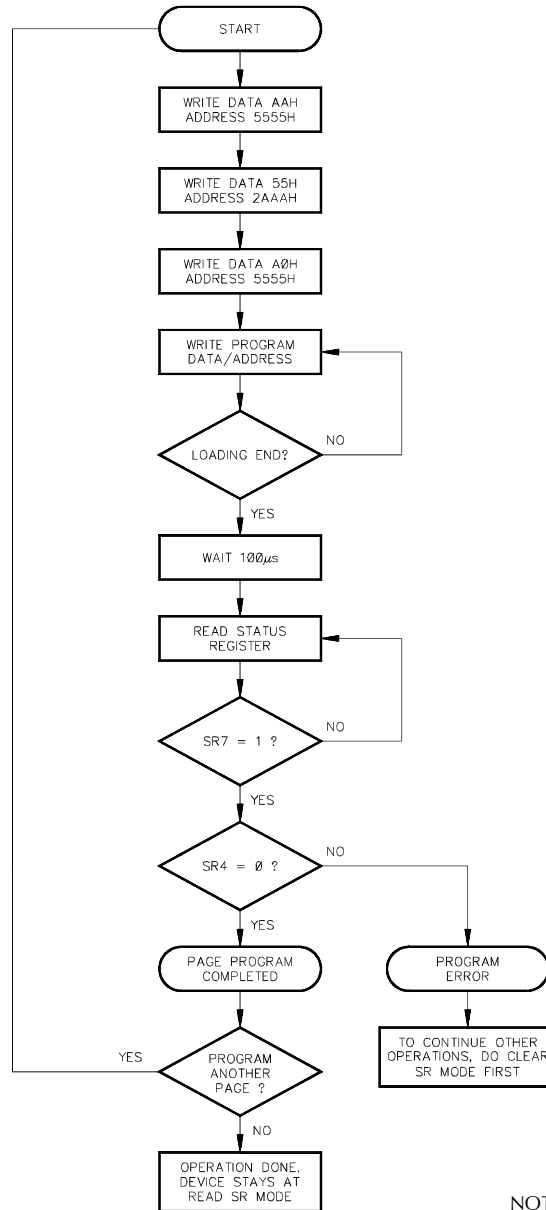 START
WRITE DATA AAH
ADDRESS 5555H
WRITE DATA 55H
ADDRESS 2AAAH
WRITE DATA A0H
ADDRESS 5555H
WRITE PROGRAM
DATA/ADDRESS
LOADING END?
NO
YES
WAIT 100µs
READ STATUS
REGISTER
SR7 = 1 ?
NO
YES
SR4 = 0 ?
NO
YES
PAGE PROGRAM
COMPLETED
PROGRAM
ERROR
TO CONTINUE OTHER
OPERATIONS, DO CLEAR
SR MODE FIRST
YES
PROGRAM
ANOTHER
PAGE ?
NO
OPERATION DONE,
DEVICE STAYS AT
READ SR MODE
NOT